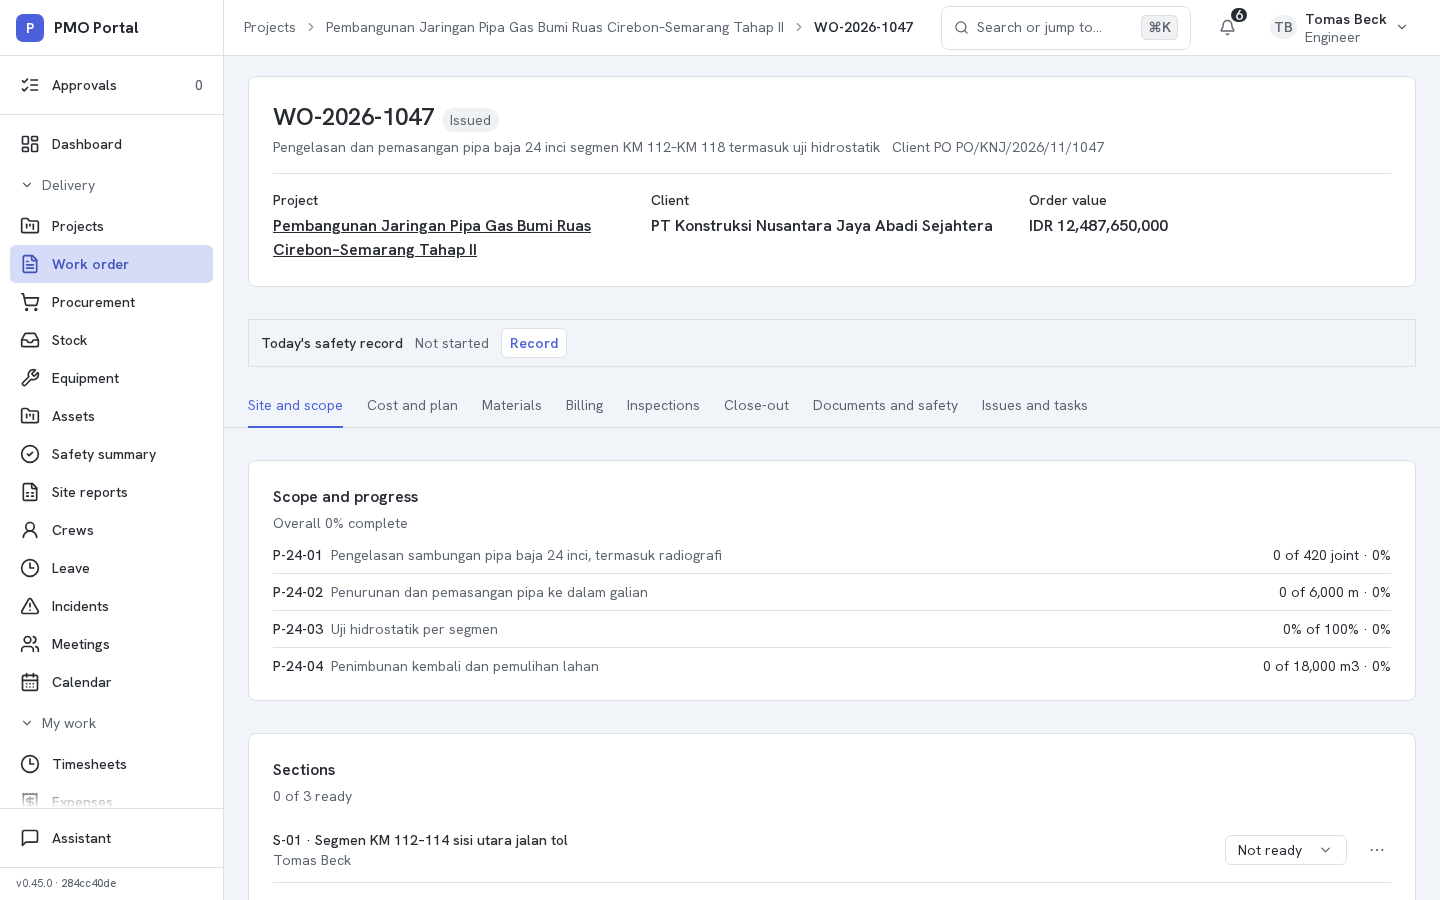 P PMO Portal
Projects > Pembangunan Jaringan Pipa Gas Bumi Ruas Cirebon–Semarang Tahap II > WO-2026-1047
Search or jump to... ⌘K
6
TB Tomas Beck
Engineer
Approvals 0
Dashboard
Delivery
Projects
Work order
Procurement
Stock
Equipment
Assets
Safety summary
Site reports
Crews
Leave
Incidents
Meetings
Calendar
My work
Timesheets
Expenses
Assistant
v0.45.0 · 284cc40de
WO-2026-1047 Issued
Pengelasan dan pemasangan pipa baja 24 inci segmen KM 112–KM 118 termasuk uji hidrostatik Client PO PO/KNJ/2026/11/1047
Project
Pembangunan Jaringan Pipa Gas Bumi Ruas
Cirebon–Semarang Tahap II
Client
PT Konstruksi Nusantara Jaya Abadi Sejahtera
Order value
IDR 12,487,650,000
Today's safety record Not started Record
Site and scope Cost and plan Materials Billing Inspections Close-out Documents and safety Issues and tasks
Scope and progress
Overall 0% complete
P-24-01 Pengelasan sambungan pipa baja 24 inci, termasuk radiografi 0 of 420 joint · 0%
P-24-02 Penurunan dan pemasangan pipa ke dalam galian 0 of 6,000 m · 0%
P-24-03 Uji hidrostatik per segmen 0% of 100% · 0%
P-24-04 Penimbunan kembali dan pemulihan lahan 0 of 18,000 m3 · 0%
Sections
0 of 3 ready
S-01 · Segmen KM 112–114 sisi utara jalan tol
Tomas Beck
Not ready